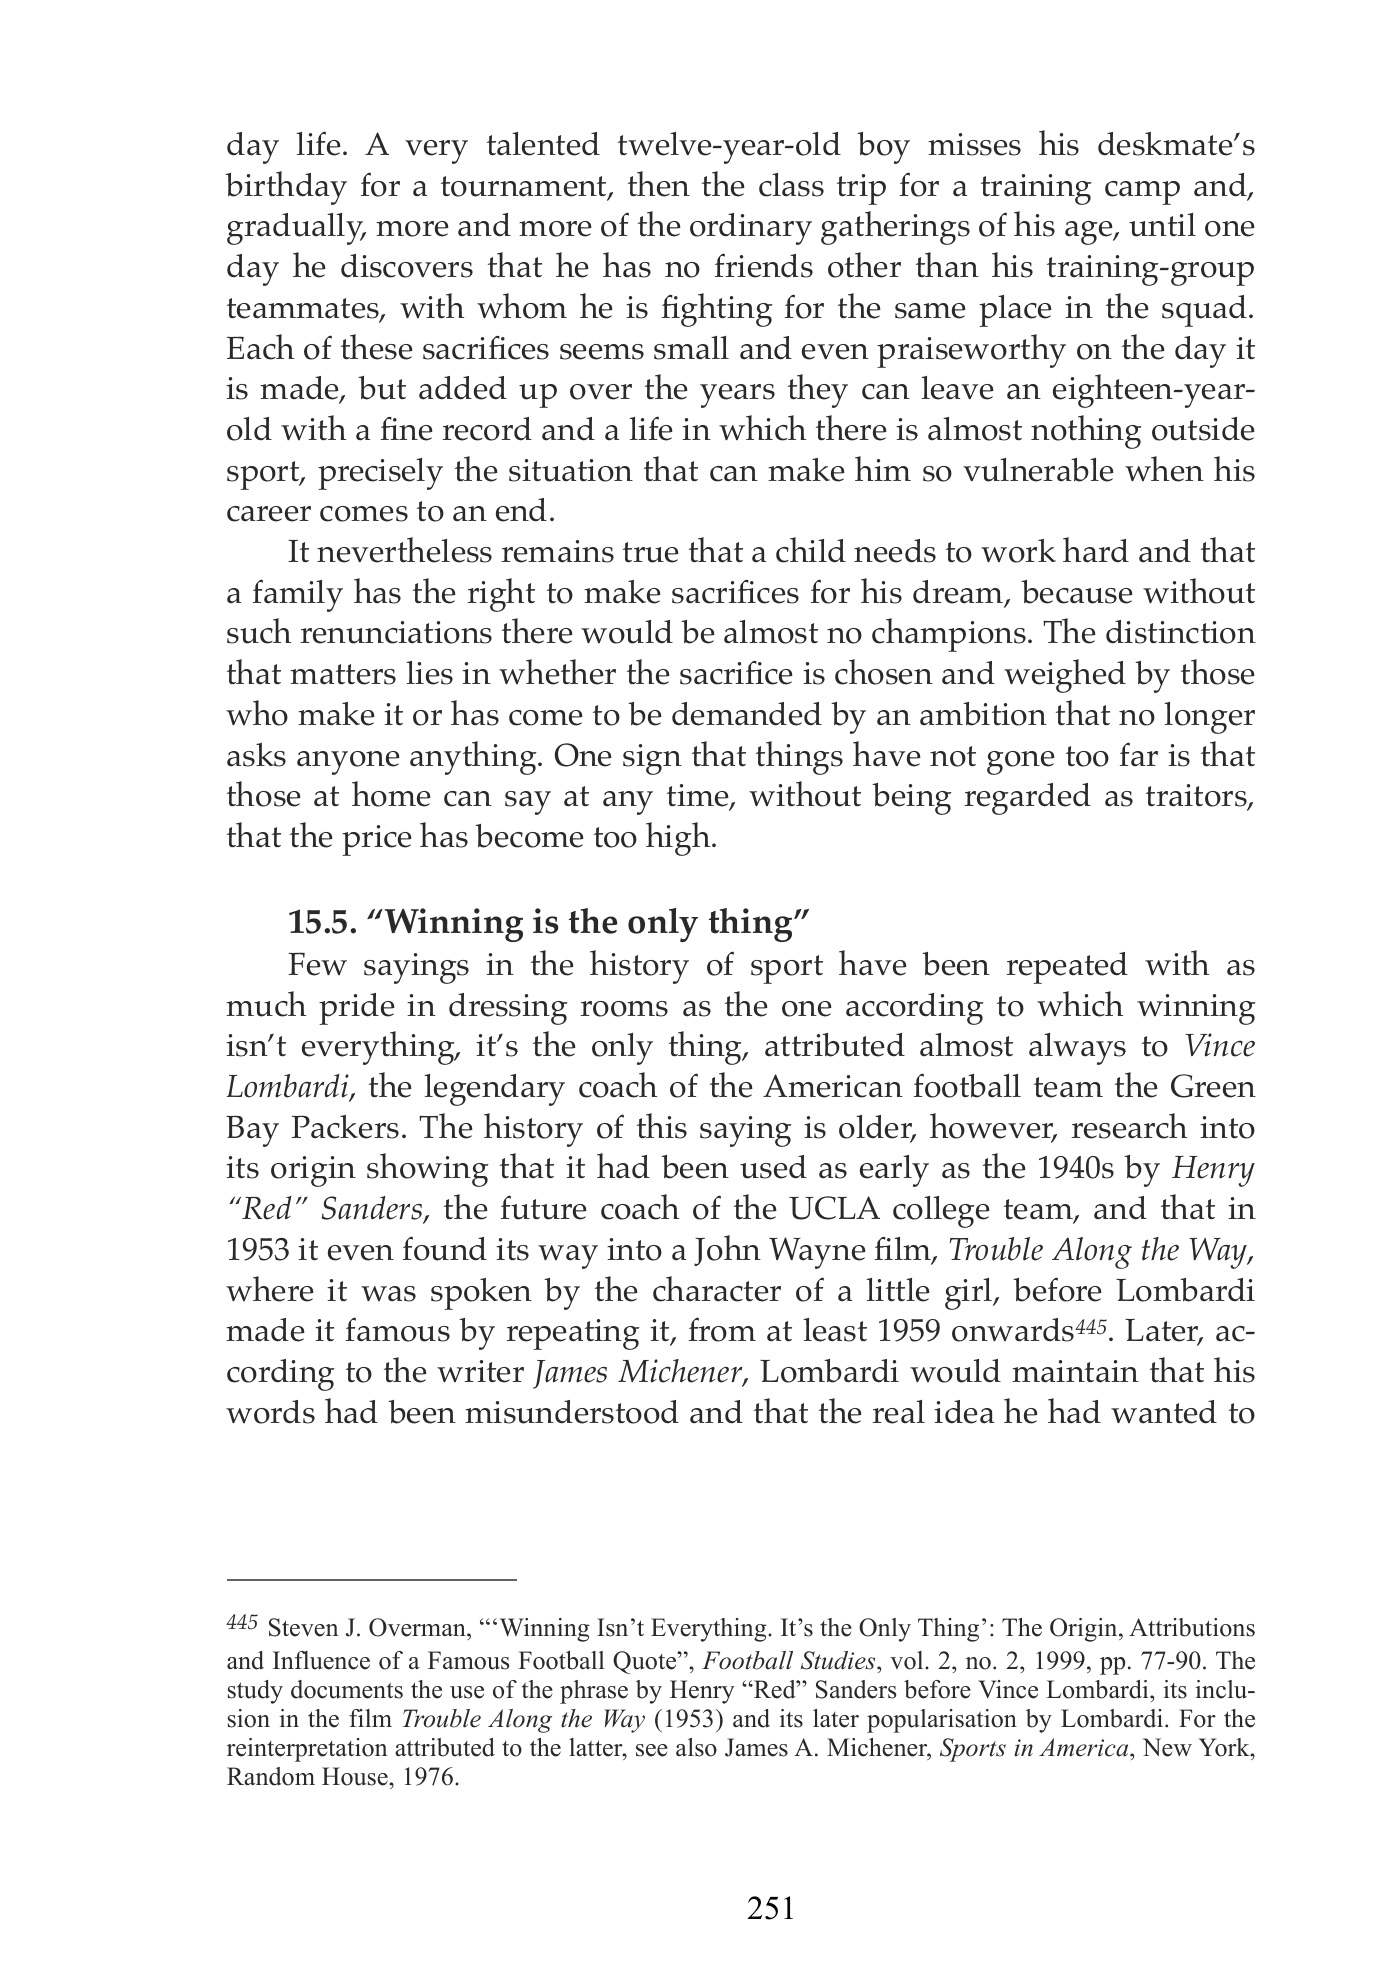 day life. A very talented twelve-year-old boy misses his deskmate’s
birthday for a tournament, then the class trip for a training camp and,
gradually, more and more of the ordinary gatherings of his age, until one
day he discovers that he has no friends other than his training-group
teammates, with whom he is fighting for the same place in the squad.
Each of these sacrifices seems small and even praiseworthy on the day it
is made, but added up over the years they can leave an eighteen-year-
old with a fine record and a life in which there is almost nothing outside
sport, precisely the situation that can make him so vulnerable when his
career comes to an end.
It nevertheless remains true that a child needs to work hard and that
a family has the right to make sacrifices for his dream, because without
such renunciations there would be almost no champions. The distinction
that matters lies in whether the sacrifice is chosen and weighed by those
who make it or has come to be demanded by an ambition that no longer
asks anyone anything. One sign that things have not gone too far is that
those at home can say at any time, without being regarded as traitors,
that the price has become too high.
15.5. “Winning is the only thing”
Few sayings in the history of sport have been repeated with as
much pride in dressing rooms as the one according to which winning
isn’t everything, it’s the only thing, attributed almost always to Vince
Lombardi, the legendary coach of the American football team the Green
Bay Packers. The history of this saying is older, however, research into
its origin showing that it had been used as early as the 1940s by Henry
“Red” Sanders, the future coach of the UCLA college team, and that in
1953 it even found its way into a John Wayne film, Trouble Along the Way,
where it was spoken by the character of a little girl, before Lombardi
made it famous by repeating it, from at least 1959 onwards445. Later, ac-
cording to the writer James Michener, Lombardi would maintain that his
words had been misunderstood and that the real idea he had wanted to
445 Steven J. Overman, “‘Winning Isn’t Everything. It’s the Only Thing’: The Origin, Attributions
and Influence of a Famous Football Quote”, Football Studies, vol. 2, no. 2, 1999, pp. 77-90. The
study documents the use of the phrase by Henry “Red” Sanders before Vince Lombardi, its inclu-
sion in the film Trouble Along the Way (1953) and its later popularisation by Lombardi. For the
reinterpretation attributed to the latter, see also James A. Michener, Sports in America, New York,
Random House, 1976.
251